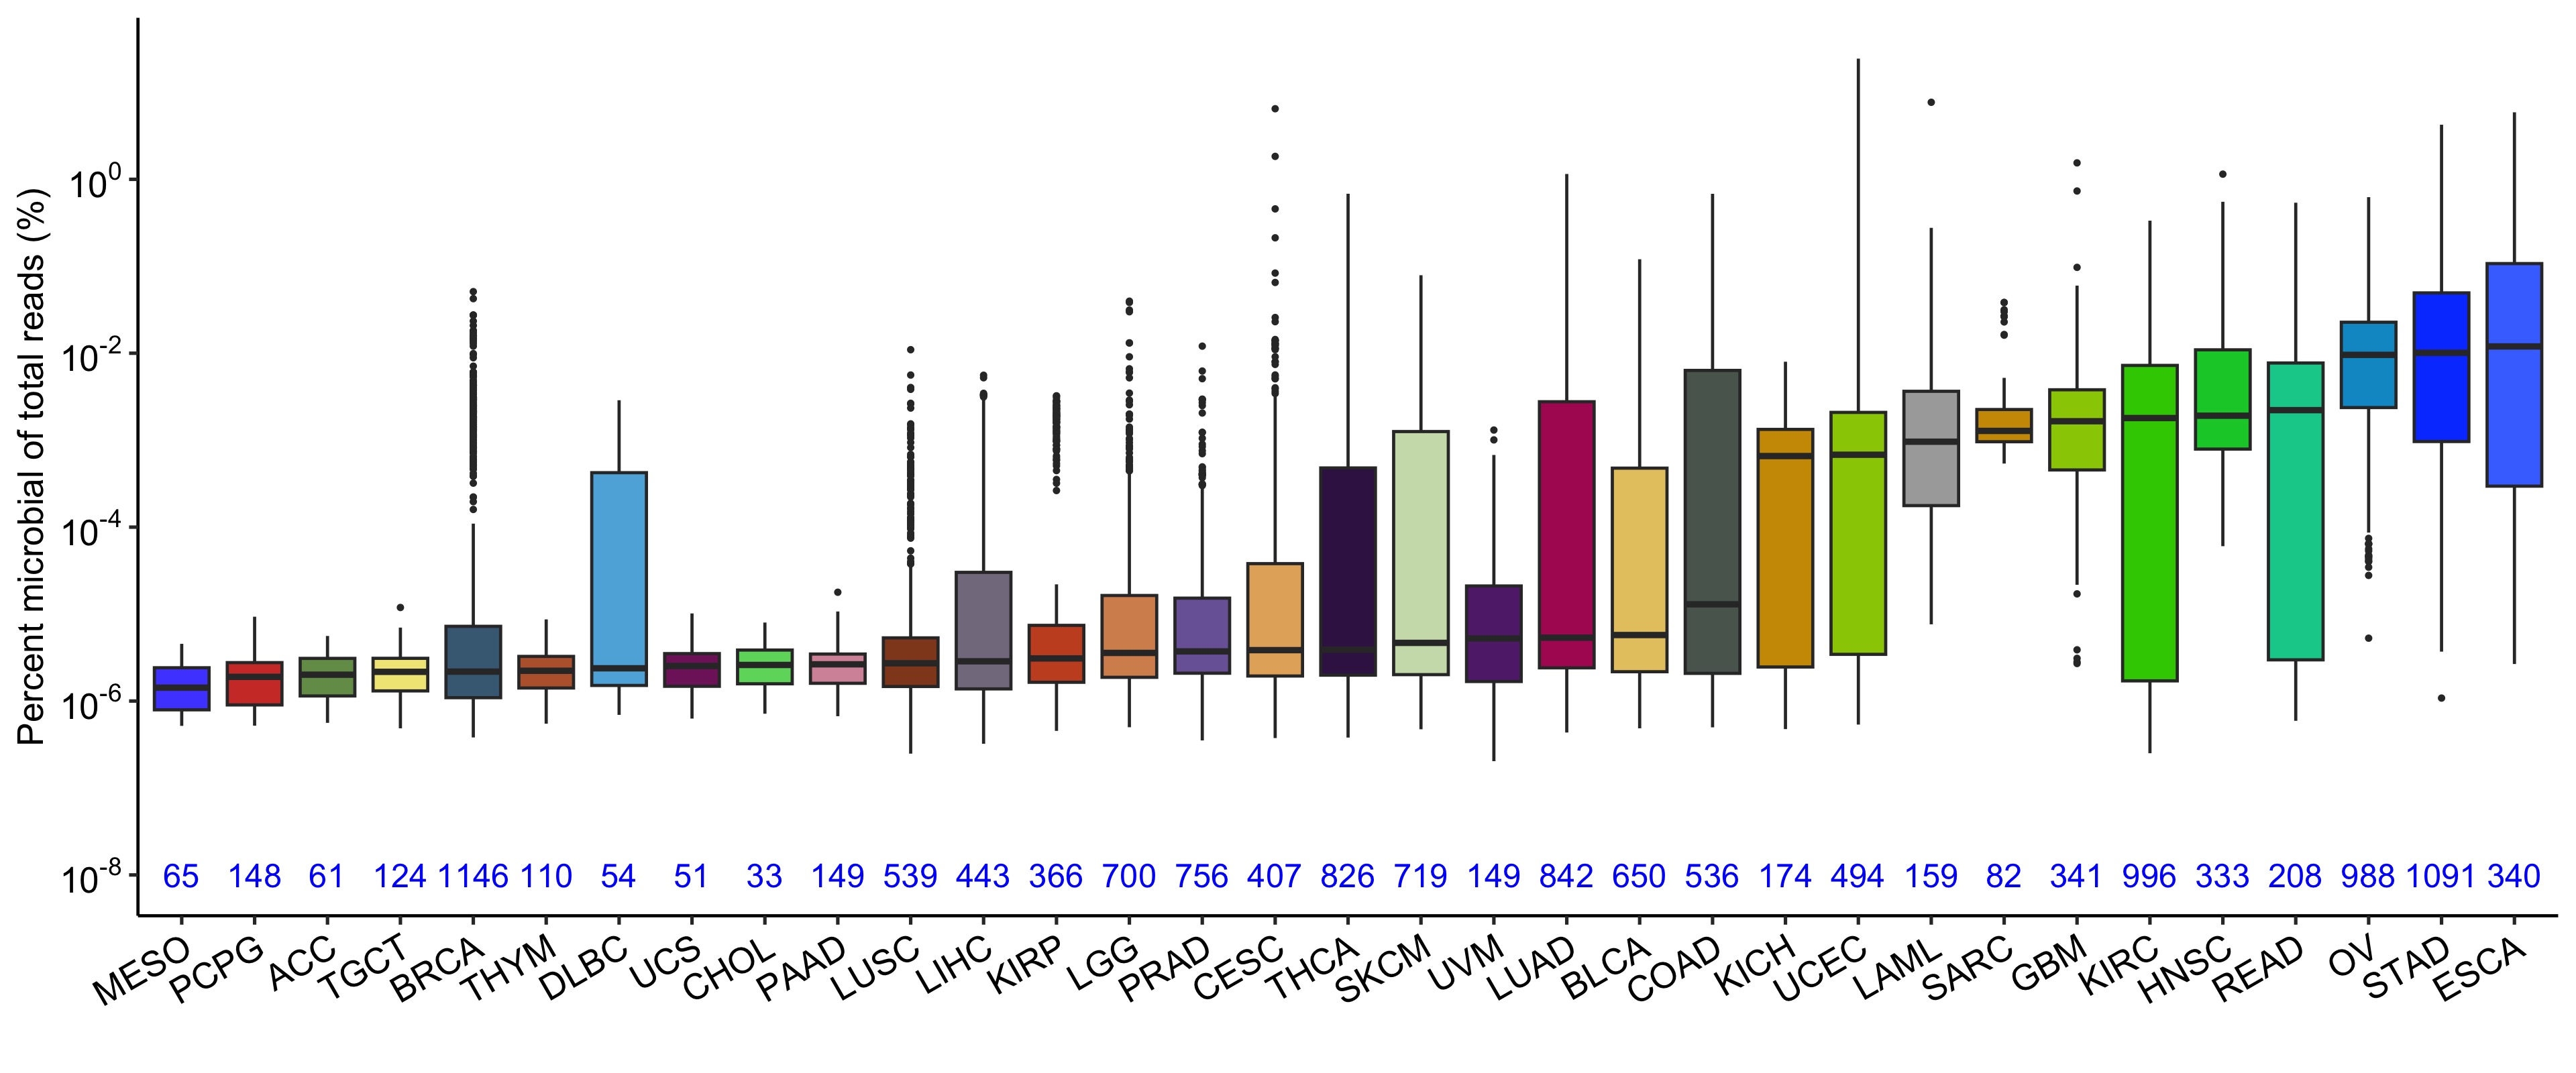 Percent microbial of total reads (%)
10^0
10^-2
10^-4
10^-6
10^-8
65 148 61 124 1146 110 54 51 33 149 539 443 366 700 756 407 826 719 149 842 650 536 174 494 159 82 341 996 333 208 988 1091 340
MESO PCPG ACC TGCT BRCA THYM DLBC UCS CHOL PAAD LUSC LIHC KIRP LGG PRAD CESC THCA SKCM UVM LUAD BLCA COAD KICH UCEC LAML SARC GBM KIRC HNSC READ OV STAD ESCA